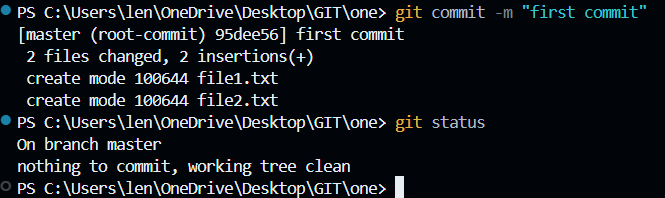 PS C:\Users\len\OneDrive\Desktop\GIT\one> git commit -m "first commit"
[master (root-commit) 95dee56] first commit
 2 files changed, 2 insertions(+)
 create mode 100644 file1.txt
 create mode 100644 file2.txt
PS C:\Users\len\OneDrive\Desktop\GIT\one> git status
On branch master
nothing to commit, working tree clean
PS C:\Users\len\OneDrive\Desktop\GIT\one>